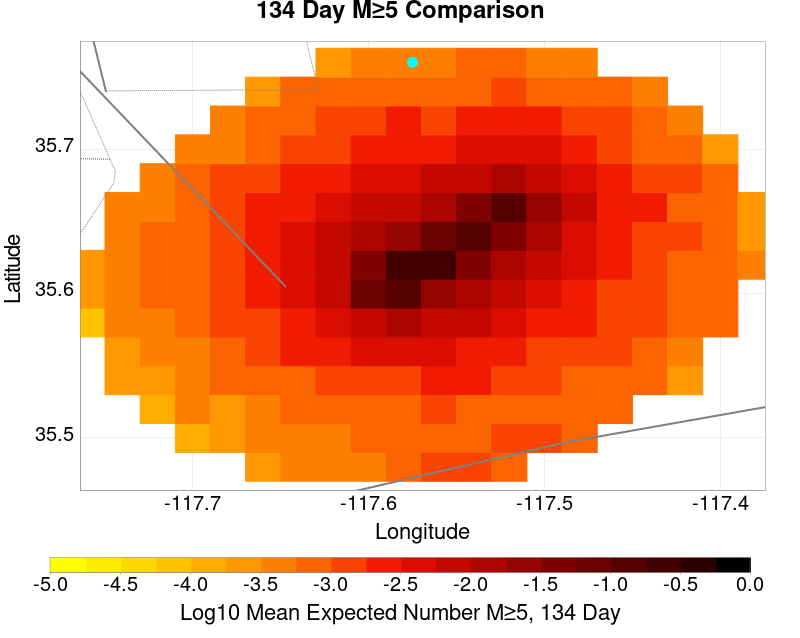 134 Day M≥5 Comparison
35.7
35.6
35.5
Latitude
-117.7 -117.6 -117.5 -117.4
Longitude
-5.0 -4.5 -4.0 -3.5 -3.0 -2.5 -2.0 -1.5 -1.0 -0.5 0.0
Log10 Mean Expected Number M≥5, 134 Day